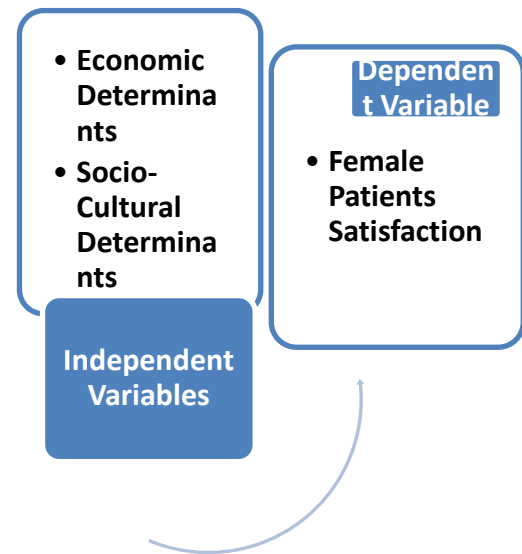 • Economic
Determina
nts
• Socio-
Cultural
Determina
nts
Independent
Variables
Dependen
t Variable
• Female
Patients
Satisfaction